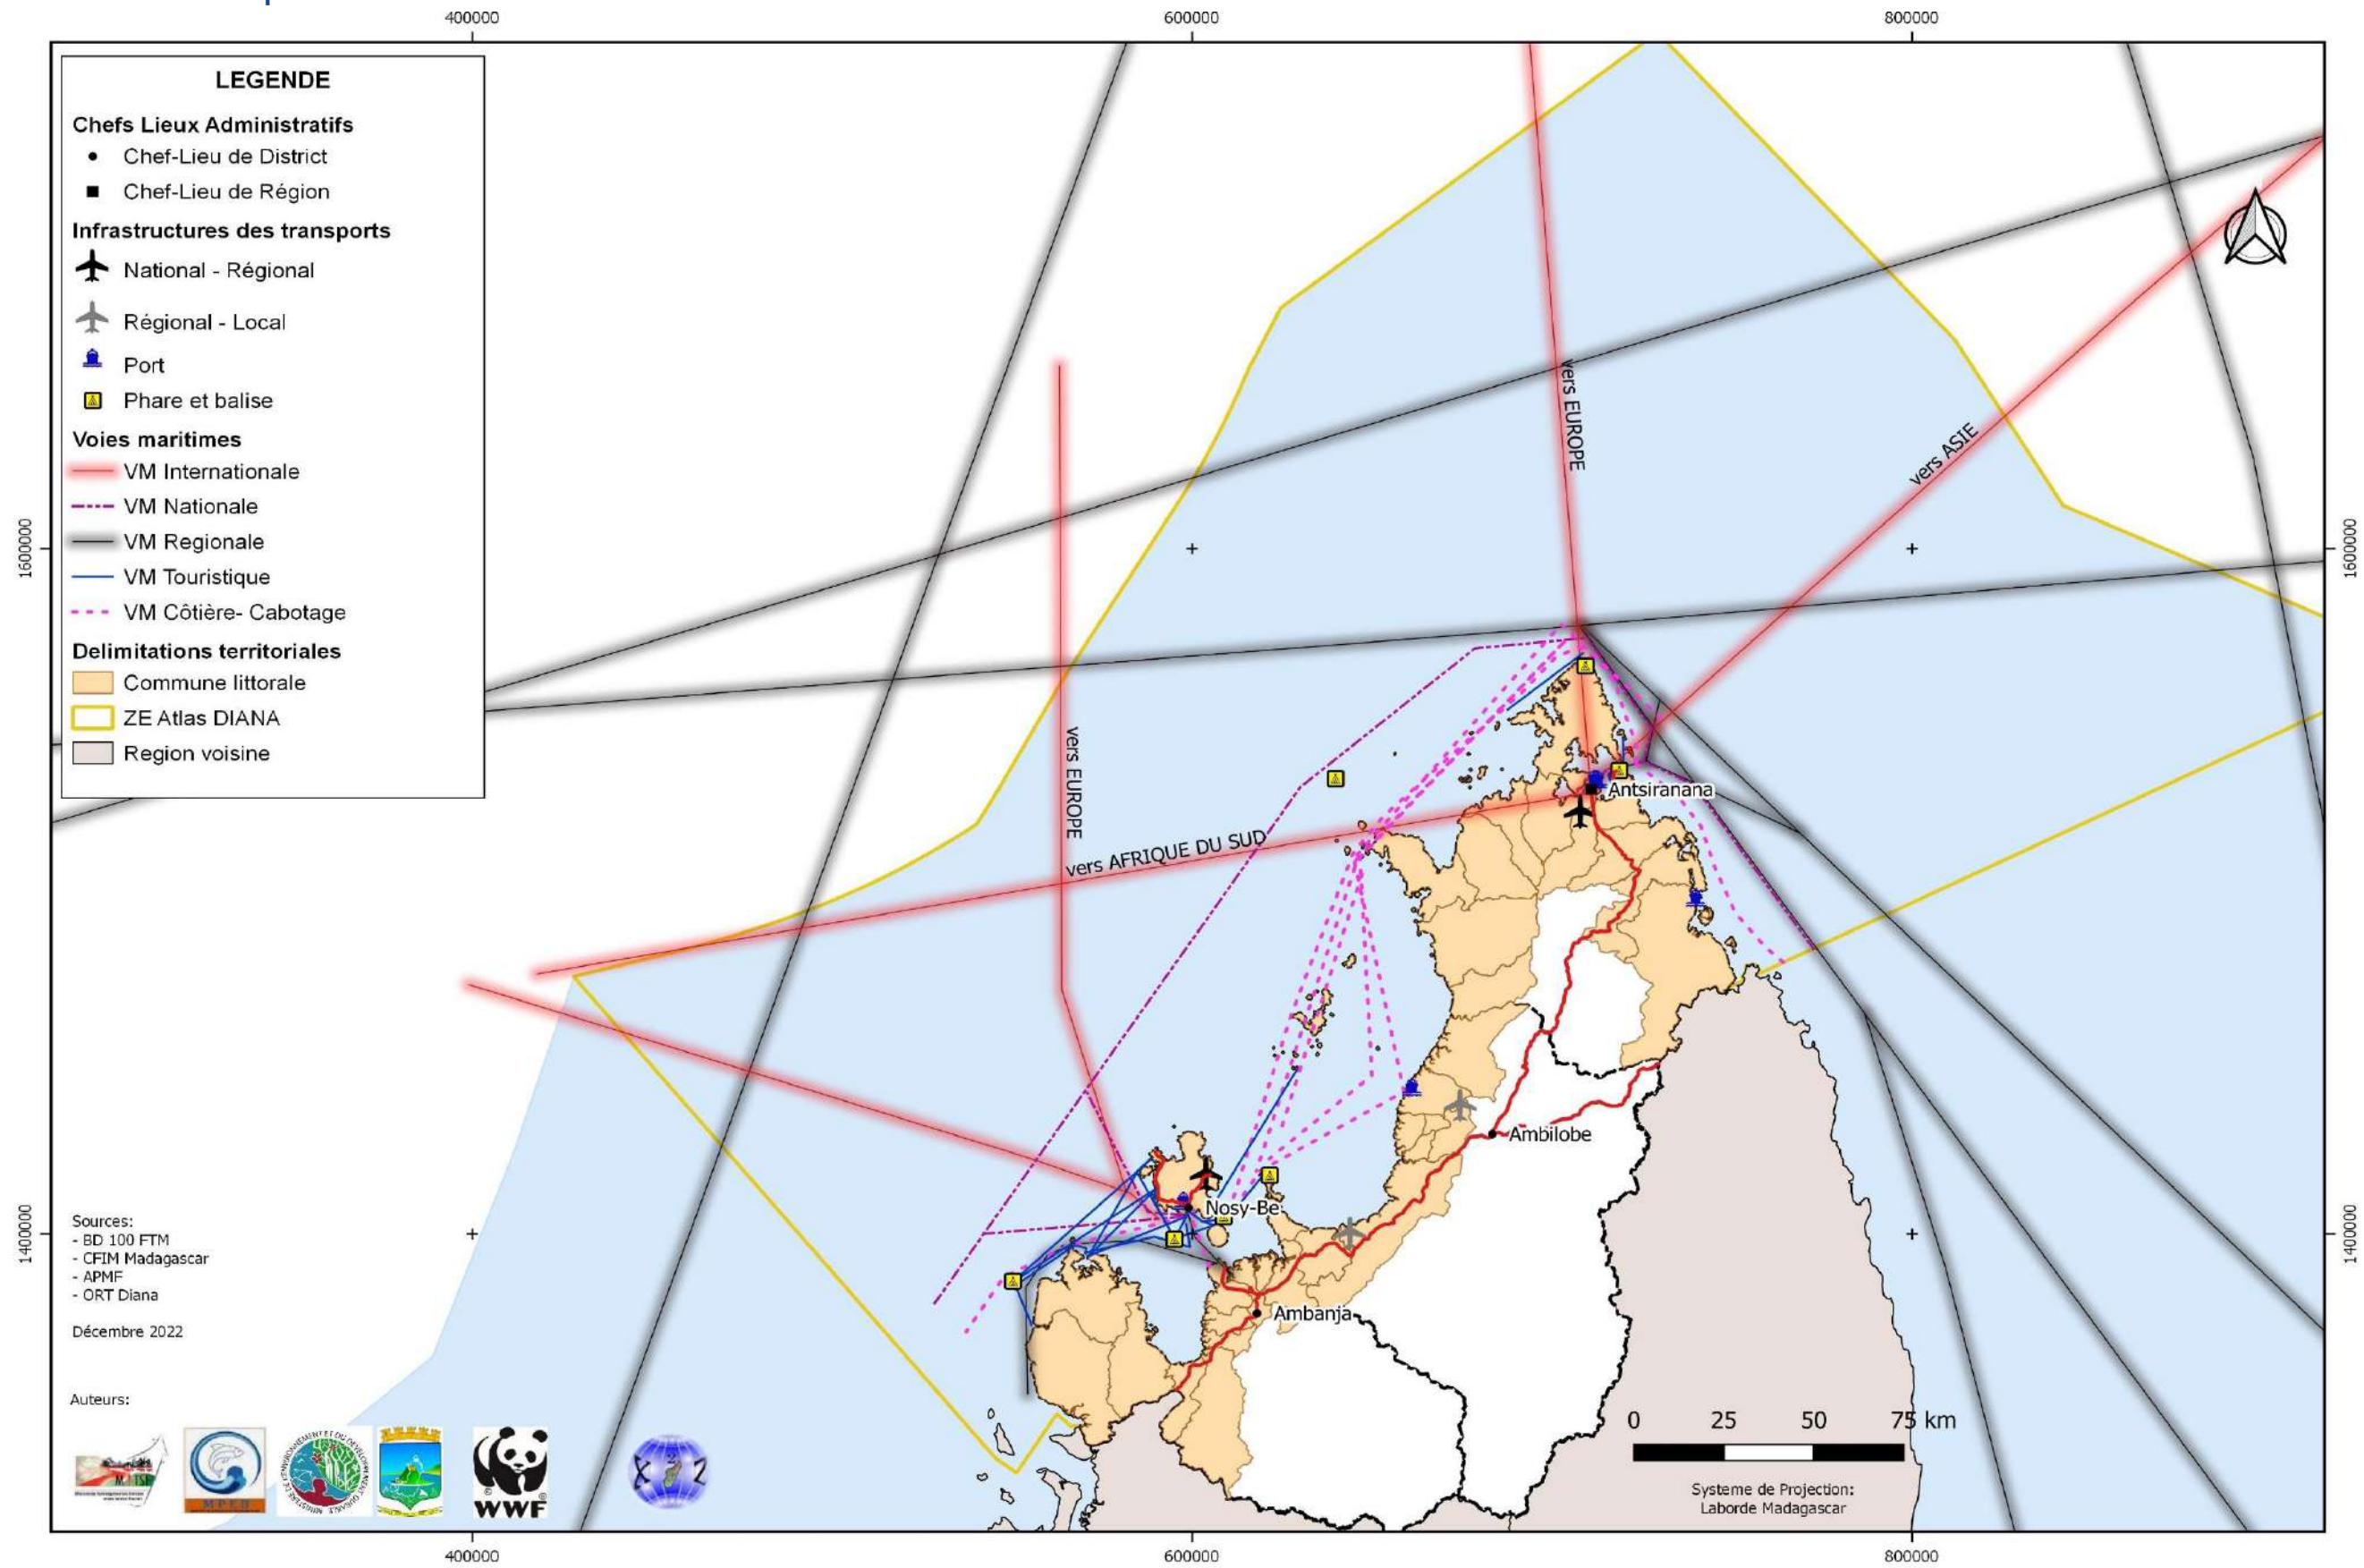 400000
600000
800000
LEGENDE
Chefs Lieux Administratifs
Chef-Lieu de District
Chef-Lieu de Région
Infrastructures des transports
National - Régional
Régional - Local
Port
Phare et balise
Voies maritimes
VM Internationale
VM Nationale
VM Regionale
VM Touristique
VM Côtière- Cabotage
Delimitations territoriales
Commune littorale
ZE Atlas DIANA
Region voisine
vers EUROPE
vers ASIE
1600000
1600000
vers EUROPE
vers AFRIQUE DU SUD
Antsiranana
Ambilobe
Nosy-Be
Ambanja
1400000
1400000
Sources:
- BD 100 FTM
- CFIM Madagascar
- APMF
- ORT Diana
Décembre 2022
Auteurs:
WWF
0 25 50 75 km
Systeme de Projection:
Laborde Madagascar
400000
600000
800000